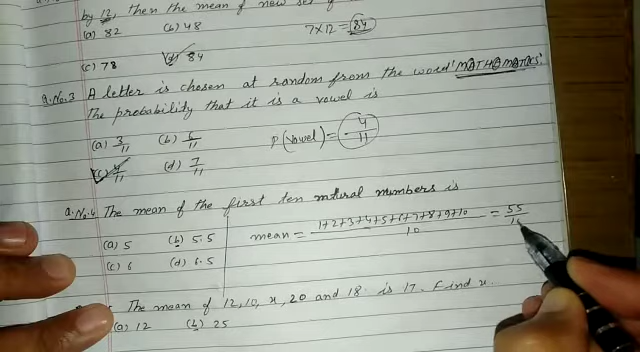 by 12, then the mean of new set of
(a) 82 (b) 48 7×12 = 84
(c) 78 (d) 84
Q.No.3 A letter is chosen at random from the word 'MATHEMATICS'.
The probability that it is a vowel is
(a) 3/11 (b) 6/11 P(vowel) = 4/11
(c) 4/11 (d) 7/11
Q.No.4 The mean of the first ten natural numbers is
(a) 5 (b) 5.5 mean = 1+2+3+4+5+6+7+8+9+10/10 = 55/10
(c) 6 (d) 6.5
The mean of 12, 10, x, 20 and 18 is 17. Find x.
(a) 12 (b) 25